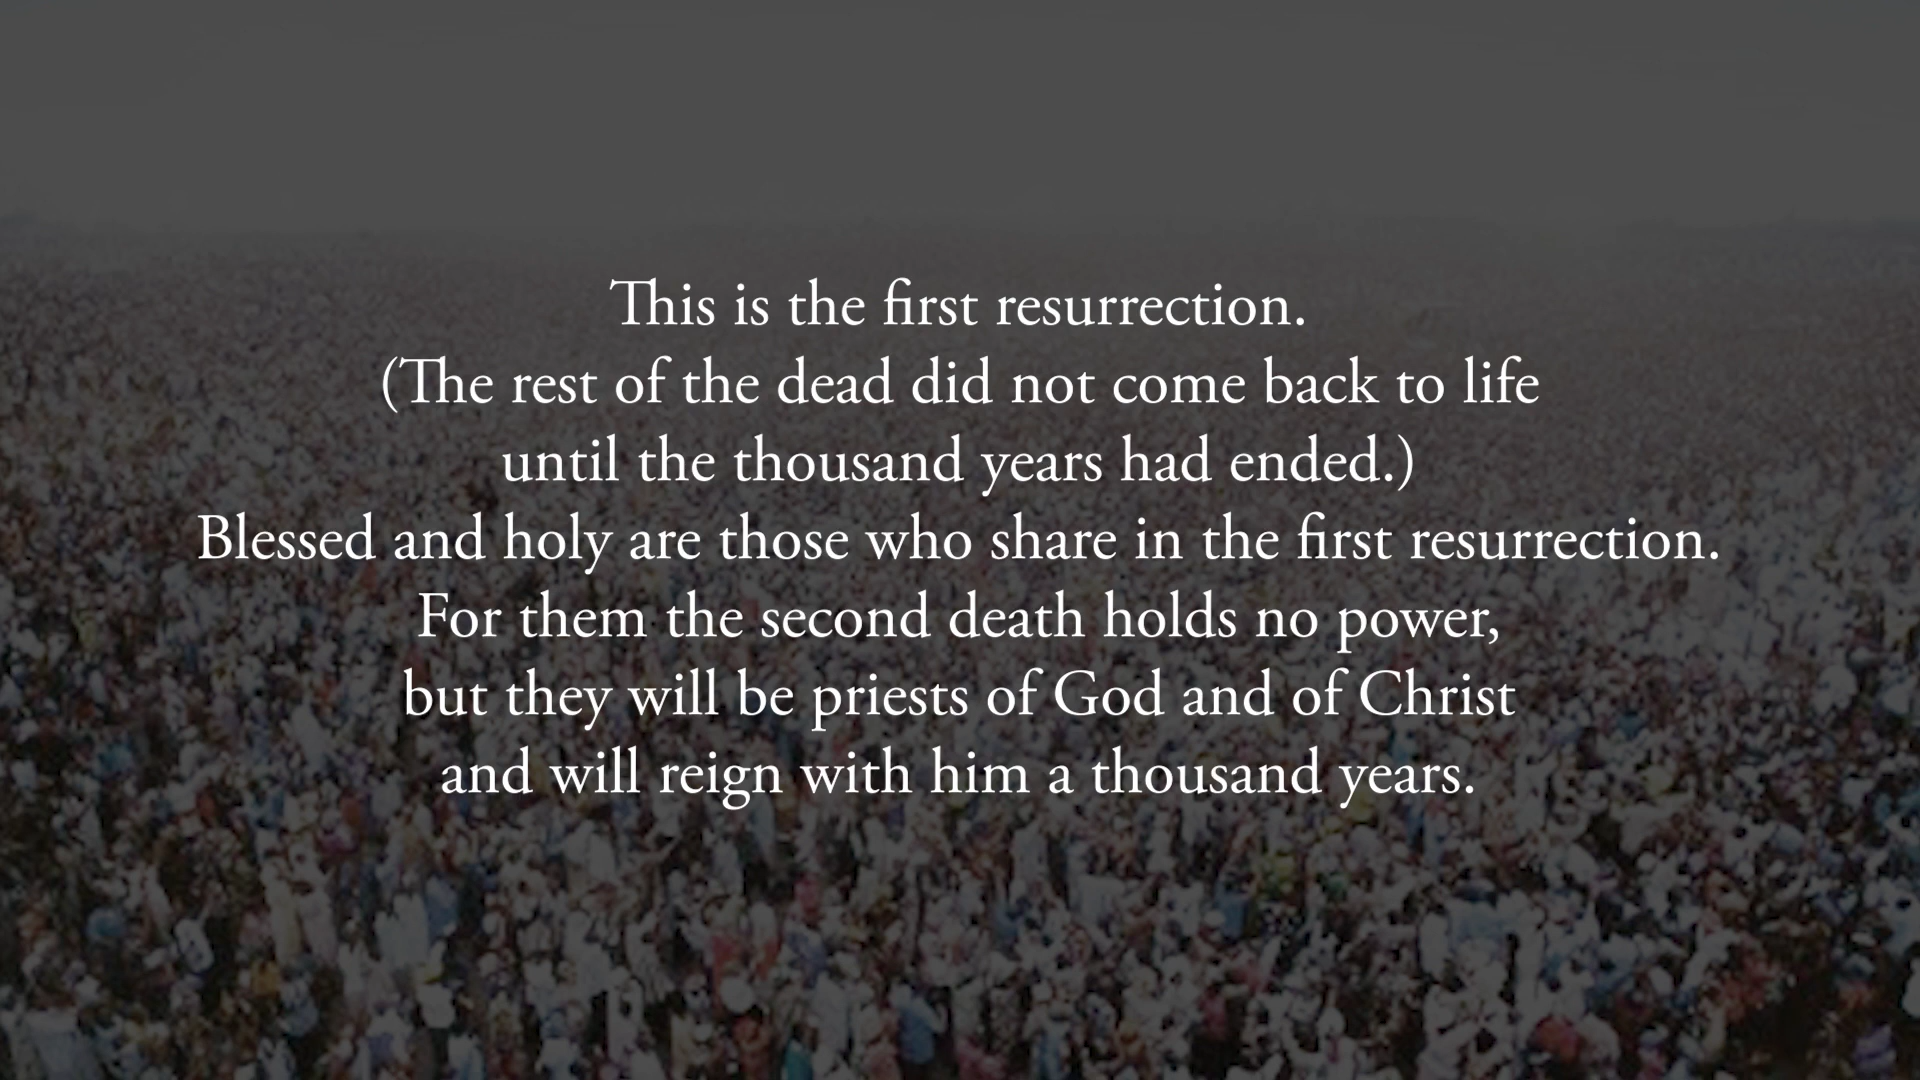 This is the first resurrection.
(The rest of the dead did not come back to life
until the thousand years had ended.)
Blessed and holy are those who share in the first resurrection.
For them the second death holds no power,
but they will be priests of God and of Christ
and will reign with him a thousand years.